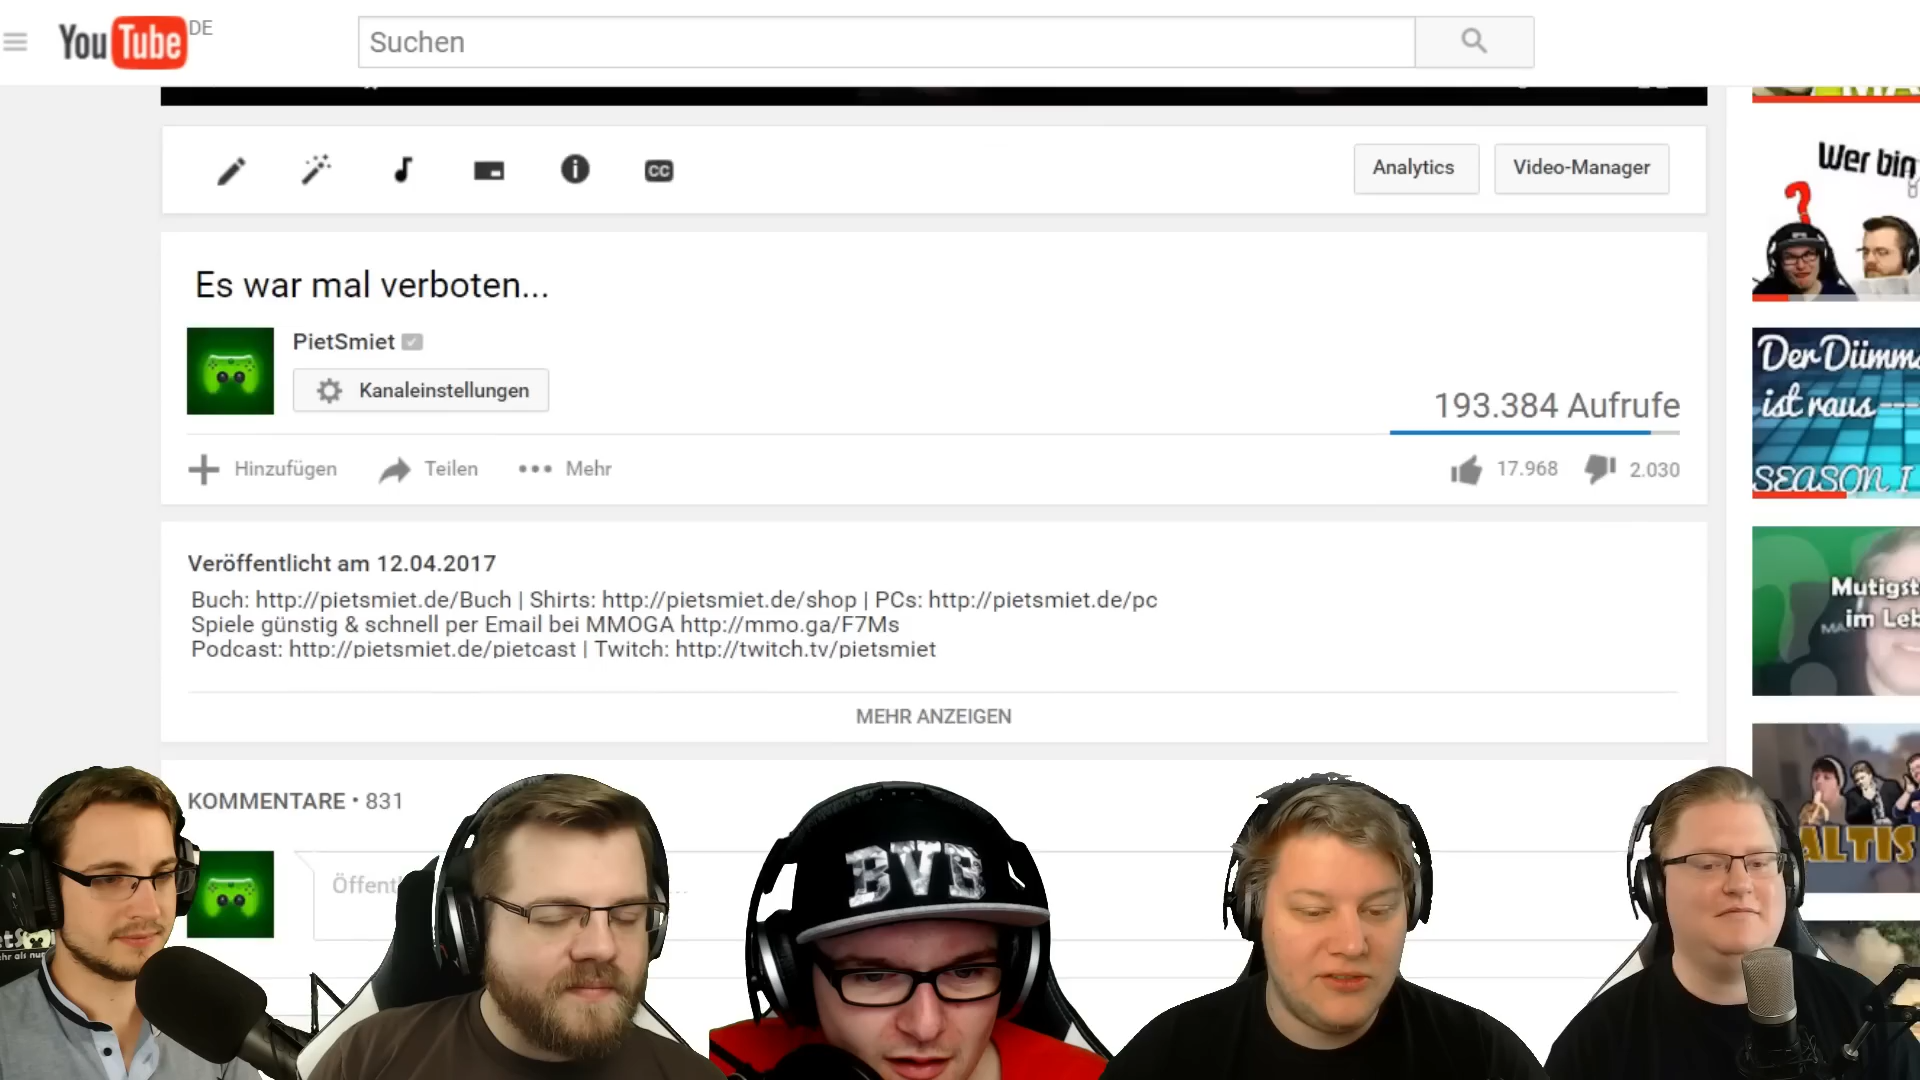 YouTube DE
Suchen
Analytics
Video-Manager
Es war mal verboten...
PietSmiet
Kanaleinstellungen
193.384 Aufrufe
Hinzufügen
Teilen
Mehr
17.968
2.030
Veröffentlicht am 12.04.2017
Buch: http://pietsmiet.de/Buch | Shirts: http://pietsmiet.de/shop | PCs: http://pietsmiet.de/pc
Spiele günstig & schnell per Email bei MMOGA http://mmo.ga/F7Ms
Podcast: http://pietsmiet.de/pietcast | Twitch: http://twitch.tv/pietsmiet
MEHR ANZEIGEN
KOMMENTARE • 831
Wer bin
?
Der Dümm
ist raus
SEASON 1
Mutigst
im Leb
ALTIS
BVB
CC